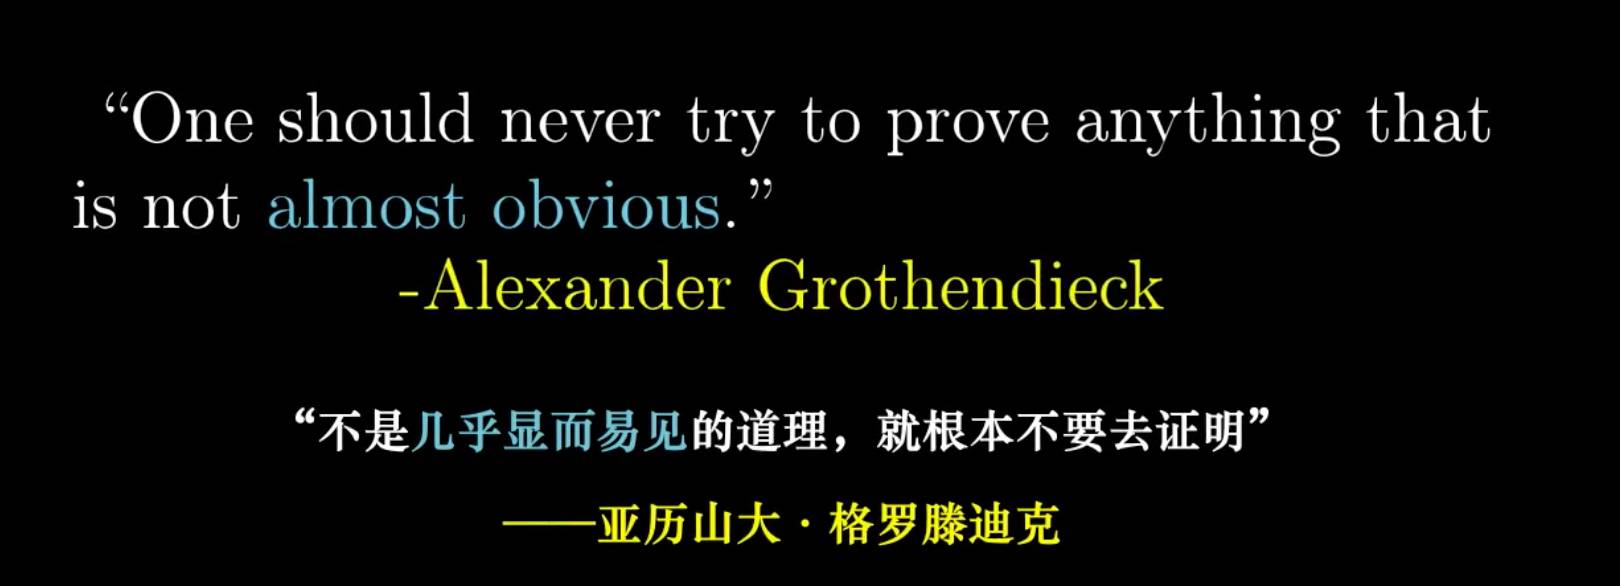 “One should never try to prove anything that
is not almost obvious.”
-Alexander Grothendieck
“不是几乎显而易见的道理，就根本不要去证明”
——亚历山大·格罗滕迪克